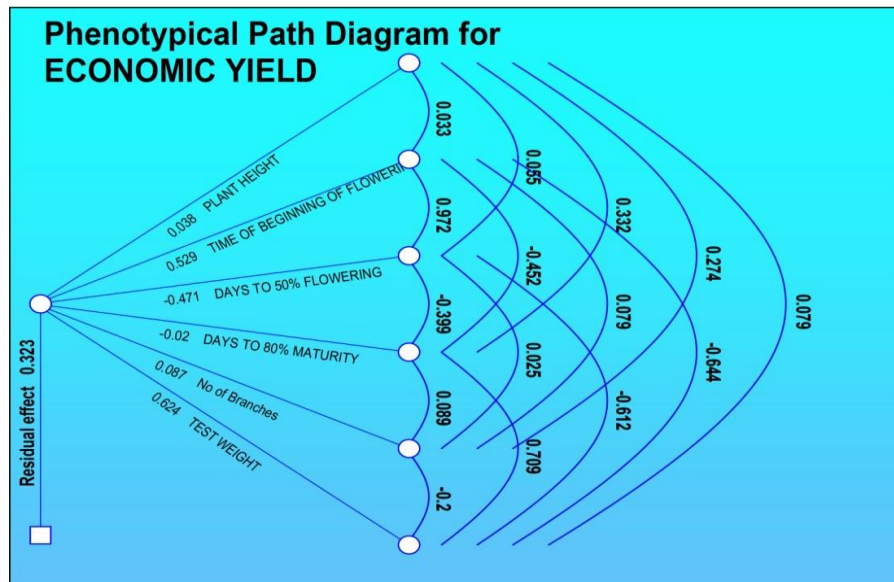 Phenotypical Path Diagram for
ECONOMIC YIELD
0.038 PLANT HEIGHT
0.529 TIME OF BEGINNING OF FLOWERIN
-0.471 DAYS TO 50% FLOWERING
-0.02 DAYS TO 80% MATURITY
0.087 No of Branches
0.624 TEST WEIGHT
Residual effect 0.323
0.033
0.972
-0.399
0.089
-0.2
0.055
-0.452
0.025
0.709
0.332
0.079
-0.612
0.274
-0.644
0.079